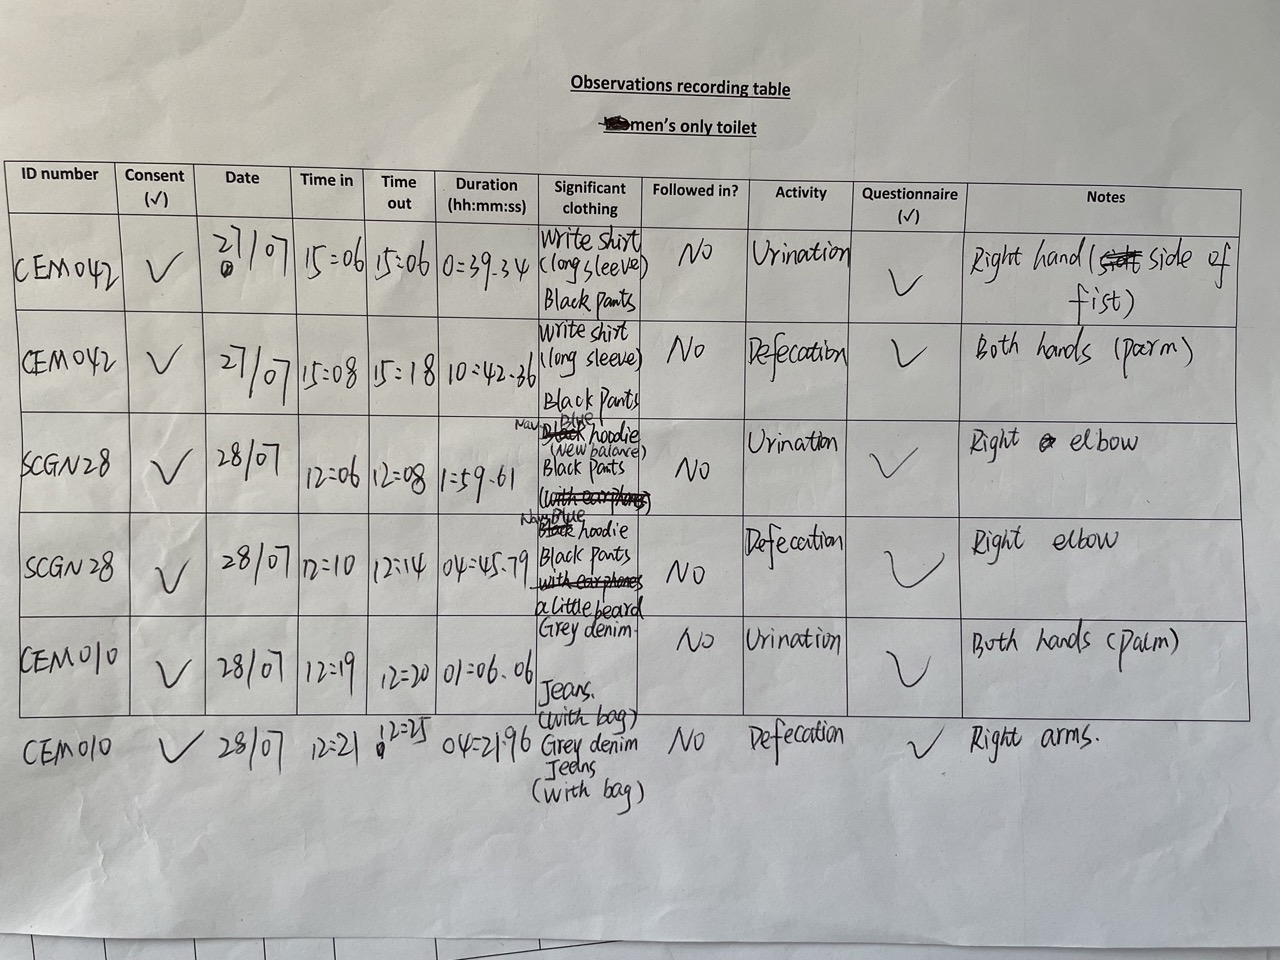 Observations recording table
men's only toilet
ID number Consent (✓) Date Time in Time out Duration (hh:mm:ss) Significant clothing Followed in? Activity Questionnaire (✓) Notes
CEM042 ✓ 27/07 15:06 15:06 0:39.34 Write shirt (long sleeve) Black pants No Urination ✓ Right hand (side of fist)
CEM042 ✓ 27/07 15:08 15:18 10:42.36 Write shirt (long sleeve) Black pants No Defecation ✓ Both hands (parm)
SCGN28 ✓ 28/07 12:06 12:08 1:59.61 Navy Blue hoodie (new balance) Black pants (with earphones) No Urination ✓ Right elbow
SCGN28 ✓ 28/07 12:10 12:14 04:45.79 Navy Blue hoodie Black pants with earphones a little beard No Defecation ✓ Right elbow
CEM010 ✓ 28/07 12:19 12:20 01:06.06 Grey denim Jeans. (with bag) No Urination ✓ Both hands (palm)
CEM010 ✓ 28/07 12:21 12:25 04:21.96 Grey denim Jeans (with bag) No Defecation ✓ Right arms.